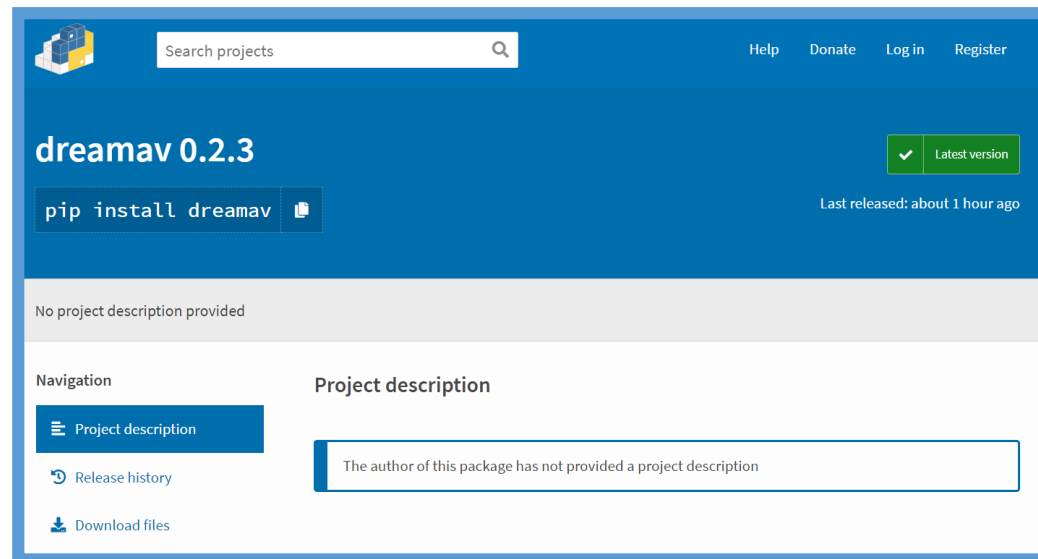 Search projects
Help Donate Log in Register
dreamav 0.2.3
Latest version
pip install dreamav
Last released: about 1 hour ago
No project description provided
Navigation
Project description
Project description
The author of this package has not provided a project description
Release history
Download files